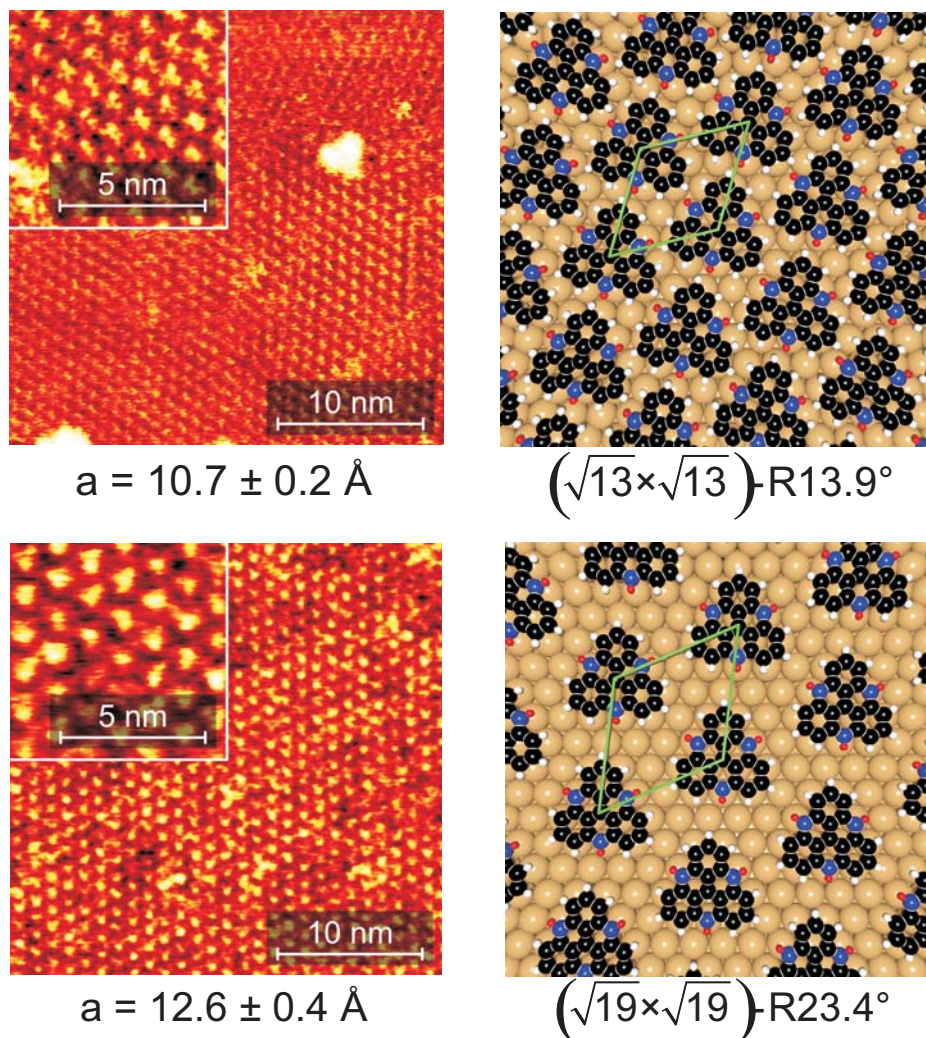 5 nm
10 nm
a = 10.7 ± 0.2 Å
(√13×√13)-R13.9°
5 nm
10 nm
a = 12.6 ± 0.4 Å
(√19×√19)-R23.4°